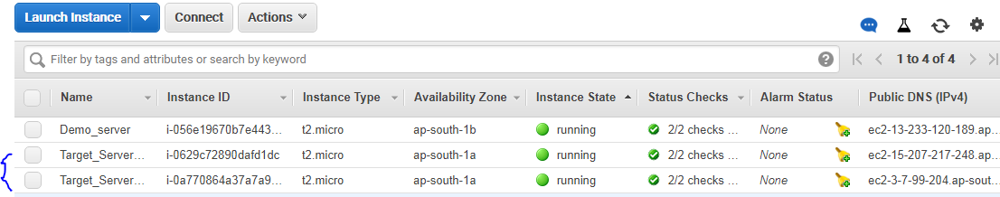 Launch Instance Connect Actions
Filter by tags and attributes or search by keyword 1 to 4 of 4
Name Instance ID Instance Type Availability Zone Instance State Status Checks Alarm Status Public DNS (IPv4)
Demo_server i-056e19670b7e443... t2.micro ap-south-1b running 2/2 checks ... None ec2-13-233-120-189.ap...
Target_Server... i-0629c72890dafd1dc t2.micro ap-south-1a running 2/2 checks ... None ec2-15-207-217-248.ap...
Target_Server... i-0a770864a37a7a9... t2.micro ap-south-1a running 2/2 checks ... None ec2-3-7-99-204.ap-sout...